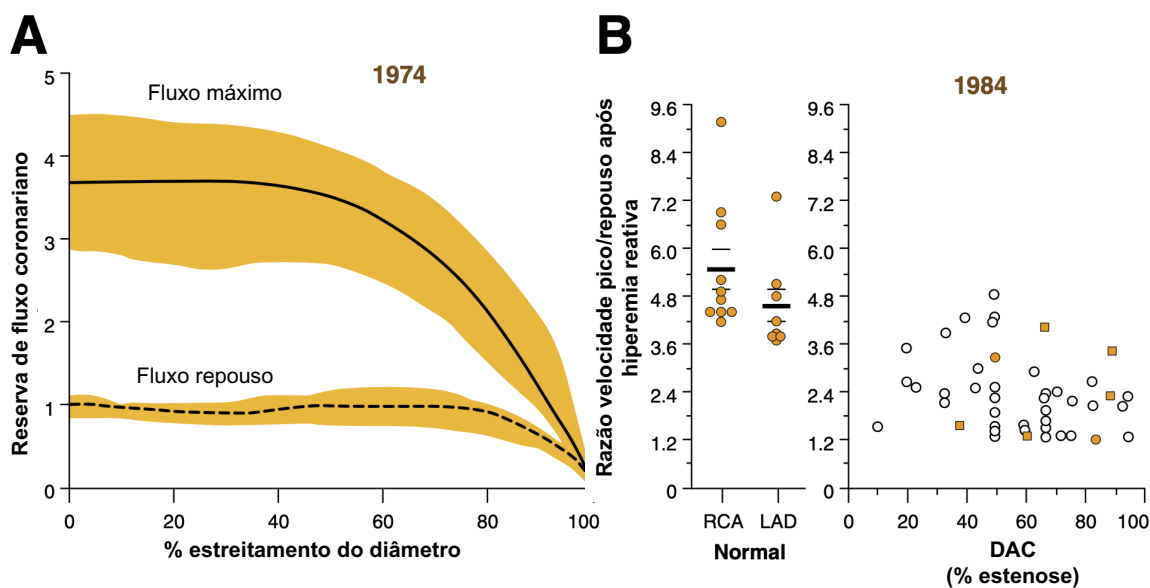 A
1974
Fluxo máximo
Fluxo repouso
Reserva de fluxo coronariano
5
4
3
2
1
0
0 20 40 60 80 100
% estreitamento do diâmetro
B
1984
Razão velocidade pico/repouso após
hiperemia reativa
9.6
8.4
7.2
6.0
4.8
3.6
2.4
1.2
0
RCA LAD
Normal
9.6
8.4
7.2
6.0
4.8
3.6
2.4
1.2
0
0 20 40 60 80 100
DAC
(% estenose)